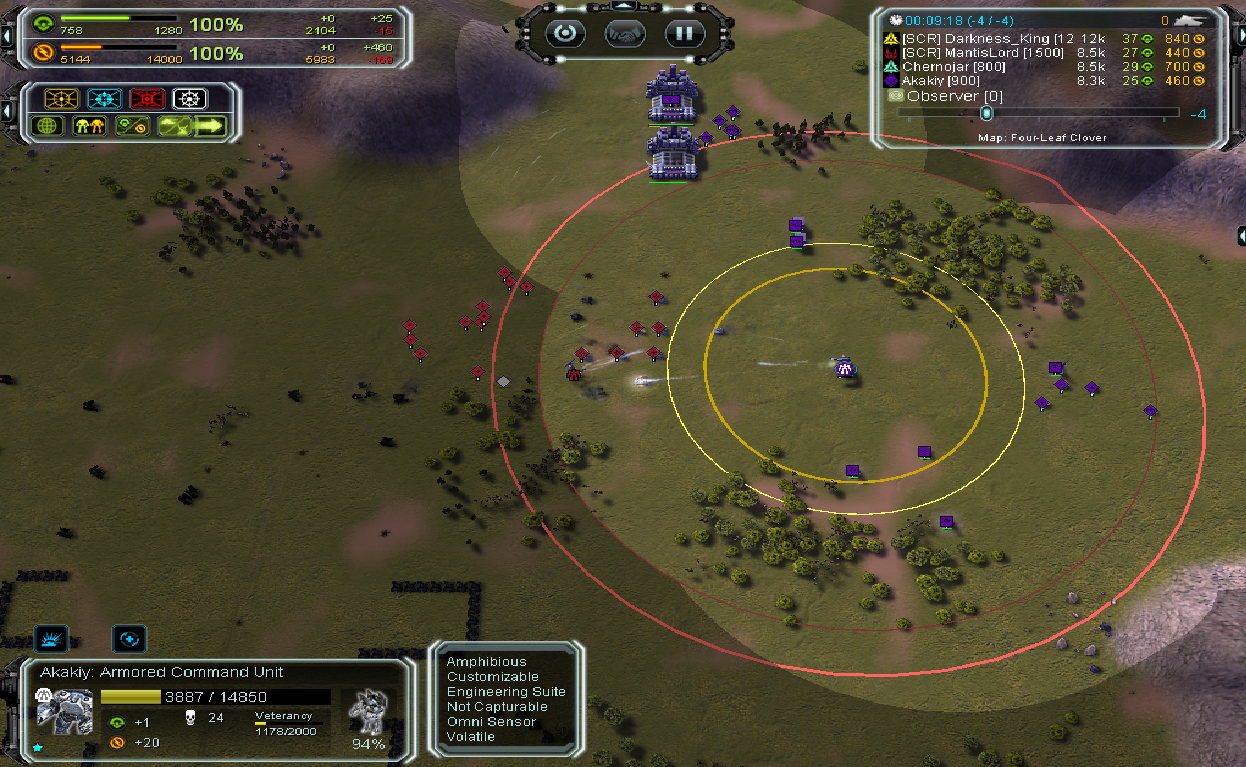 758 1280 100% +0 2104 +25 -15
5144 14000 100% +0 5983 +460 -169
00:09:18 (-4 / -4) 0
[SCR] Darkness_King [12 12k 37 840
[SCR] MantisLord [1500] 8.5k 27 440
Chernojar [800] 8.5k 29 700
Akakiy [900] 8.3k 25 460
Observer [0]
-4
Map: Four-Leaf Clover
Akakiy: Armored Command Unit
3887 / 14850
+1 24 Veterancy
1178/2000
+20 94%
Amphibious
Customizable
Engineering Suite
Not Capturable
Omni Sensor
Volatile